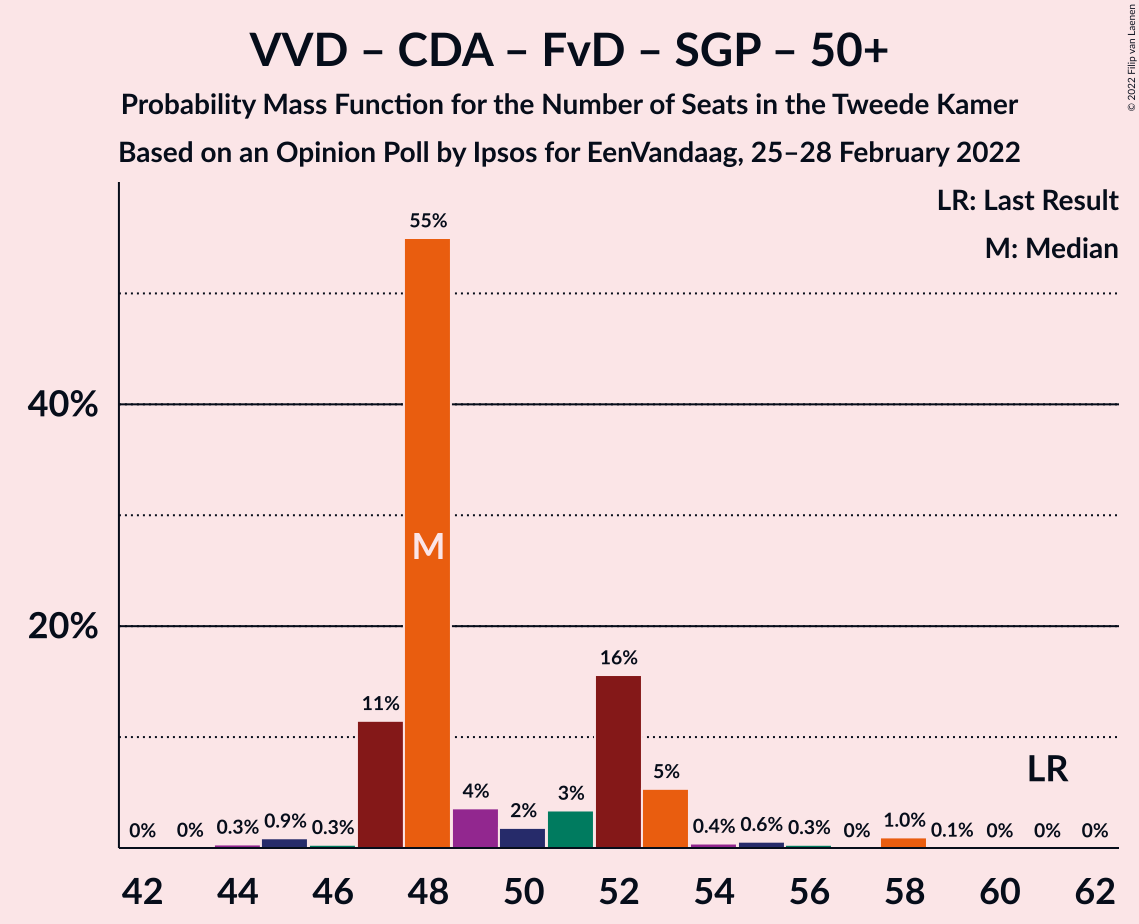 VVD – CDA – FvD – SGP – 50+
Probability Mass Function for the Number of Seats in the Tweede Kamer
Based on an Opinion Poll by Ipsos for EenVandaag, 25–28 February 2022
© 2022 Filip van Laenen
LR: Last Result
M: Median
55%
40%
M
20%
16%
11%
LR
5%
4%
3%
2%
0% 0% 0.3% 0.9% 0.3% 0.4% 0.6% 0.3% 0% 1.0% 0.1% 0% 0% 0%
42 44 46 48 50 52 54 56 58 60 62